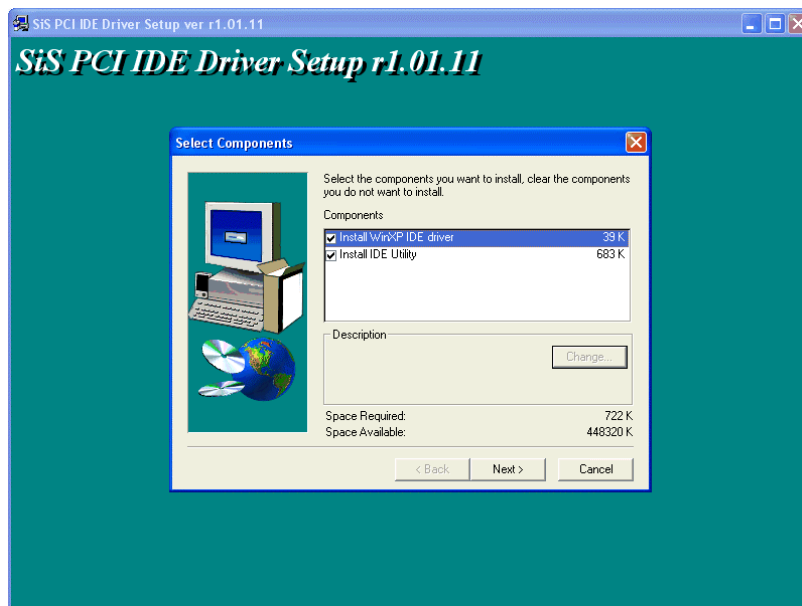 SiS PCI IDE Driver Setup ver r1.01.11
SiS PCI IDE Driver Setup r1.01.11
Select Components
Select the components you want to install, clear the components
you do not want to install.
Components
Install WinXP IDE driver 39 K
Install IDE Utility 683 K
Description
Change...
Space Required: 722 K
Space Available: 448320 K
< Back Next > Cancel